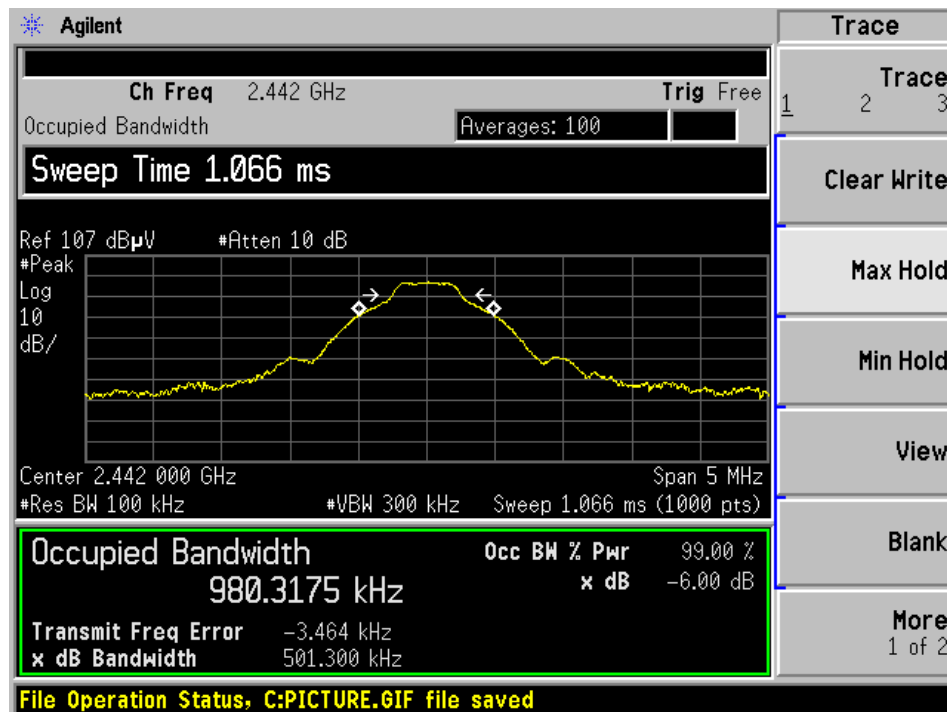 Agilent
Trace
Ch Freq 2.442 GHz Trig Free
Occupied Bandwidth Averages: 100
Sweep Time 1.066 ms
Ref 107 dBµV #Atten 10 dB
#Peak
Log
10
dB/
Center 2.442 000 GHz Span 5 MHz
#Res BW 100 kHz #VBW 300 kHz Sweep 1.066 ms (1000 pts)
Occupied Bandwidth Occ BW % Pwr 99.00 %
980.3175 kHz x dB -6.00 dB
Transmit Freq Error -3.464 kHz
x dB Bandwidth 501.300 kHz
File Operation Status, C:PICTURE.GIF file saved
Trace
1 2 3
Clear Write
Max Hold
Min Hold
View
Blank
More
1 of 2